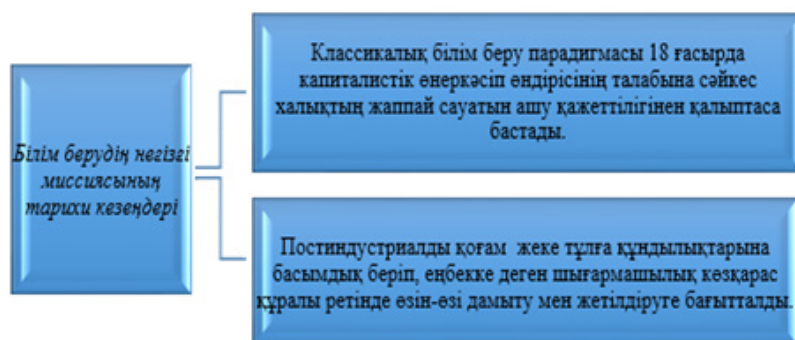 Білім берудің негізгі
миссиясының
тарихи кезеңдері
Классикалық білім беру парадигмасы 18 ғасырда
капиталистік өнеркәсіп өндірісінің талабына сәйкес
халықтың жаппай сауатын ашу қажеттілігінен қалыптаса
бастады.
Постиндустриалды қоғам жеке тұлға құндылықтарына
басымдық беріп, еңбекке деген шығармашылық көзқарас
құралы ретінде өзін-өзі дамыту мен жетілдіруге бағытталды.